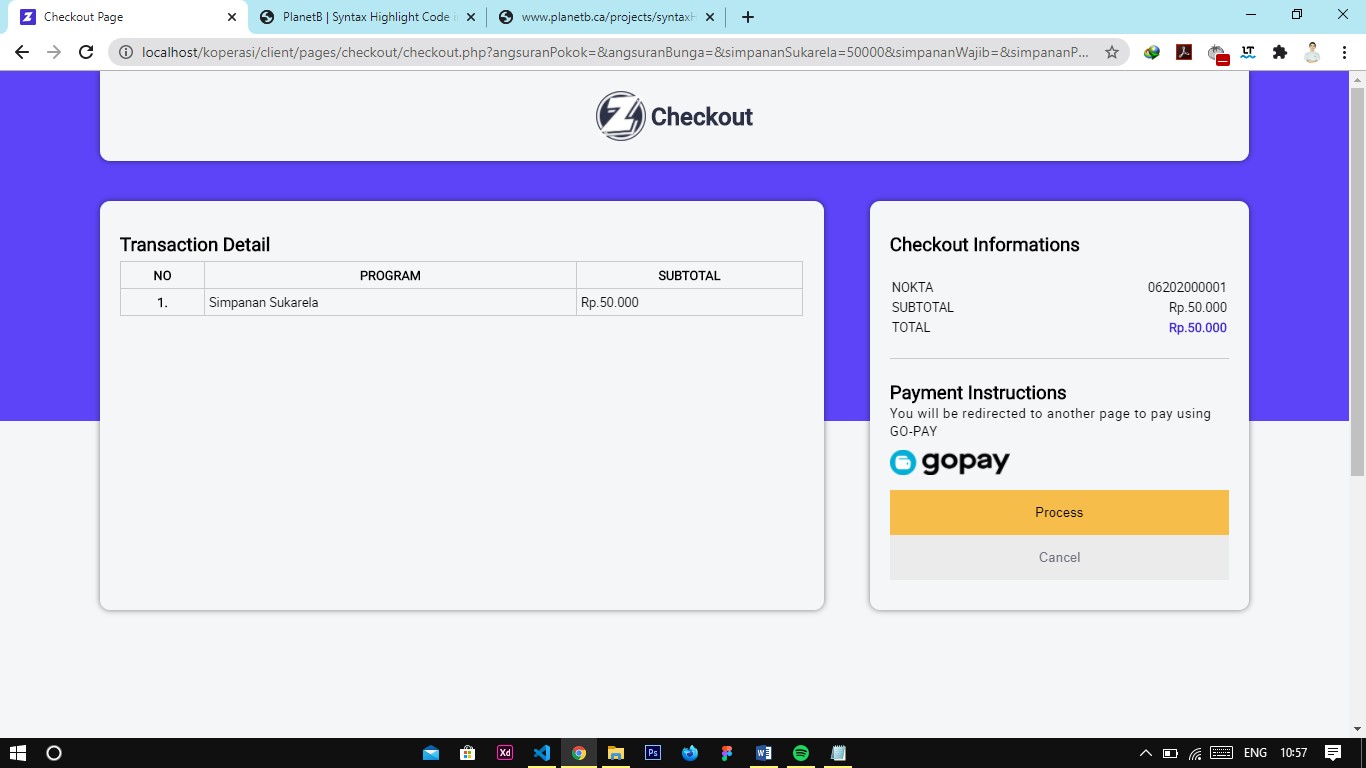 Checkout Page
PlanetB | Syntax Highlight Code i
www.planetb.ca/projects/syntaxH
localhost/koperasi/client/pages/checkout/checkout.php?angsuranPokok=&angsuranBunga=&simpananSukarela=50000&simpananWajib=&simpananP...
LT
Checkout
Transaction Detail
NO PROGRAM SUBTOTAL
1. Simpanan Sukarela Rp.50.000
Checkout Informations
NOKTA 06202000001
SUBTOTAL Rp.50.000
TOTAL Rp.50.000
Payment Instructions
You will be redirected to another page to pay using
GO-PAY
gopay
Process
Cancel
Xd
Ps
W
ENG 10:57